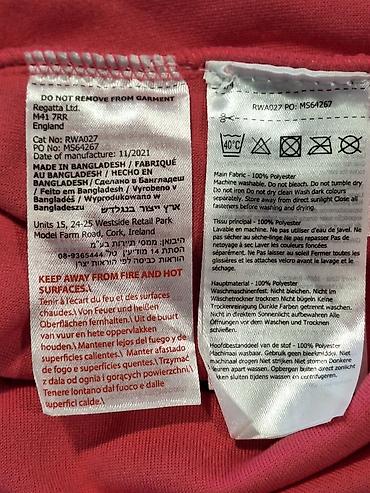 DO NOT REMOVE FROM GARMENT
Regatta Ltd.
M41 7RR
England
Cat No: RWA027
PO No: MS64267
Date of manufacture: 11/2021
MADE IN BANGLADESH / FABRIQUÉ
AU BANGLADESH / HECHO EN
BANGLADESH / Сделано в Бангладеш
/ Feito en Bangladesh / Vyrobeno v
Bangladéš / Wyprodukowano w
Bangladeszu
ארץ ייצור בנגלדש
Units 15, 24-25 Westside Retail Park
Model Farm Road, Cork, Ireland
היבואן: ממסי תיירות בע"מ
08-9365444
KEEP AWAY FROM FIRE AND HOT
SURFACES.\
Tenir à l'écart du feu et des surfaces
chaudes.\ Von Feuer und heißen
Oberflächen fernhalten.\ Uit de buurt
van vuur en hete oppervlakken
houden.\ Mantener lejos del fuego y de
superficies calientes.\ Manter afastado
de fogo e superfícies quentes.\ Trzymać
z dala od ognia i gorących powierzchni.\
Tenere lontano dal fuoco e dalle
superfici calde.\
RWA027 PO: MS64267
40°C
Main Fabric - 100% Polyester
Machine washable. Do not bleach. Do not tumble dry
Do not iron Do not dry clean Wash dark colours
separately. Store away from direct sunlight Close all
fasteners before washing and drying.
Tissu principal - 100% Polyester
Lavable en machine. Ne pas utiliser d'eau de javel. Ne
pas sécher au sèche-linge Ne pas repasser Pas de
nettoyage à sec Laver les couleurs foncées
séparément. Ne pas laisser au soleil Fermer toutes les
glissières et les attaches velcro avant le lavage et le
séchage.
Hauptmaterial - 100% Polyester
Waschmaschinenfest. Nicht bleichen. Nicht im
Wäschetrockner trocknen Nicht bügeln Keine
Trockenreinigung Dunkle Farben getrennt waschen.
Nicht in direktem Sonnenlicht aufbewahren Alle
Öffnungen vor dem Waschen und Trocknen
schließen.
Hoofdbestanddeel van de stof - 100% Polyester
Machinaal wasbaar. Gebruik geen bleekmiddel. Niet
machinaal drogen Niet strijken Niet stomen Donkere
kleuren apart wassen. Opbergen buiten direct zonlicht
sluiten tijdens wassen en centrifugeren.